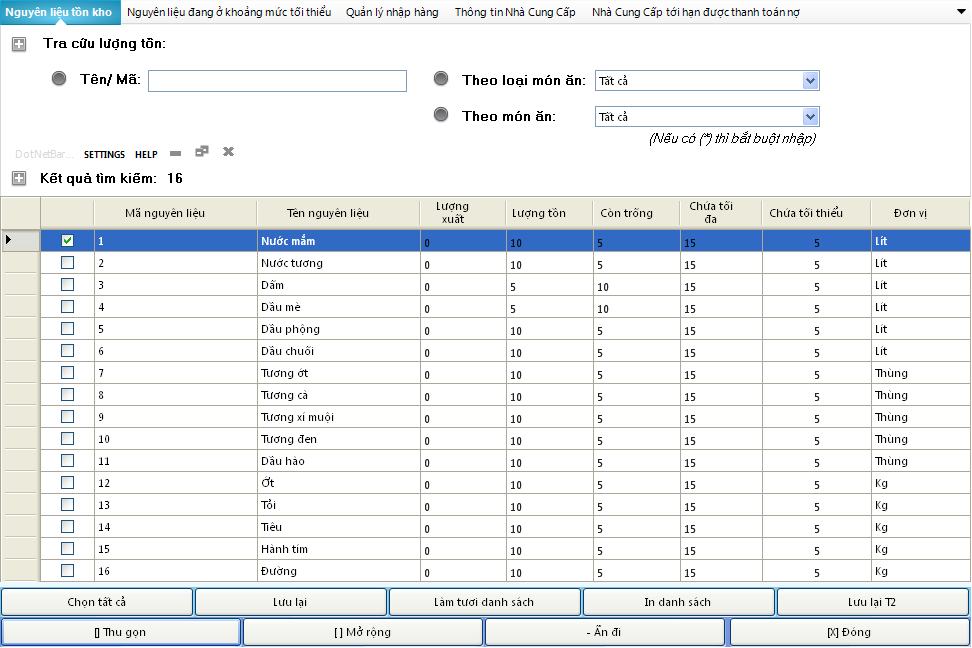 Nguyên liệu tồn kho Nguyên liệu đang ở khoảng mức tối thiểu Quản lý nhập hàng Thông tin Nhà Cung Cấp Nhà Cung Cấp tới hạn được thanh toán nợ
Tra cứu lượng tồn:
Tên/ Mã: Theo loại món ăn: Tất cả
Theo món ăn: Tất cả
(Nếu có (*) thì bắt buột nhập)
DotNetBar... SETTINGS HELP
Kết quả tìm kiếm: 16
Mã nguyên liệu Tên nguyên liệu Lượng xuất Lượng tồn Còn trống Chứa tối đa Chứa tối thiểu Đơn vị
1 Nước mắm 0 10 5 15 5 Lít
2 Nước tương 0 10 5 15 5 Lít
3 Dấm 0 5 10 15 5 Lít
4 Dầu mè 0 5 10 15 5 Lít
5 Dầu phộng 0 10 5 15 5 Lít
6 Dầu chuối 0 10 5 15 5 Lít
7 Tương ớt 0 10 5 15 5 Thùng
8 Tương cà 0 10 5 15 5 Thùng
9 Tương xí muội 0 10 5 15 5 Thùng
10 Tương đen 0 10 5 15 5 Thùng
11 Dầu hào 0 10 5 15 5 Thùng
12 Ớt 0 10 5 15 5 Kg
13 Tỏi 0 10 5 15 5 Kg
14 Tiêu 0 10 5 15 5 Kg
15 Hành tím 0 10 5 15 5 Kg
16 Đường 0 10 5 15 5 Kg
Chọn tất cả Lưu lại Làm tươi danh sách In danh sách Lưu lại T2
[] Thu gọn [ ] Mở rộng - Ẩn đi [X] Đóng